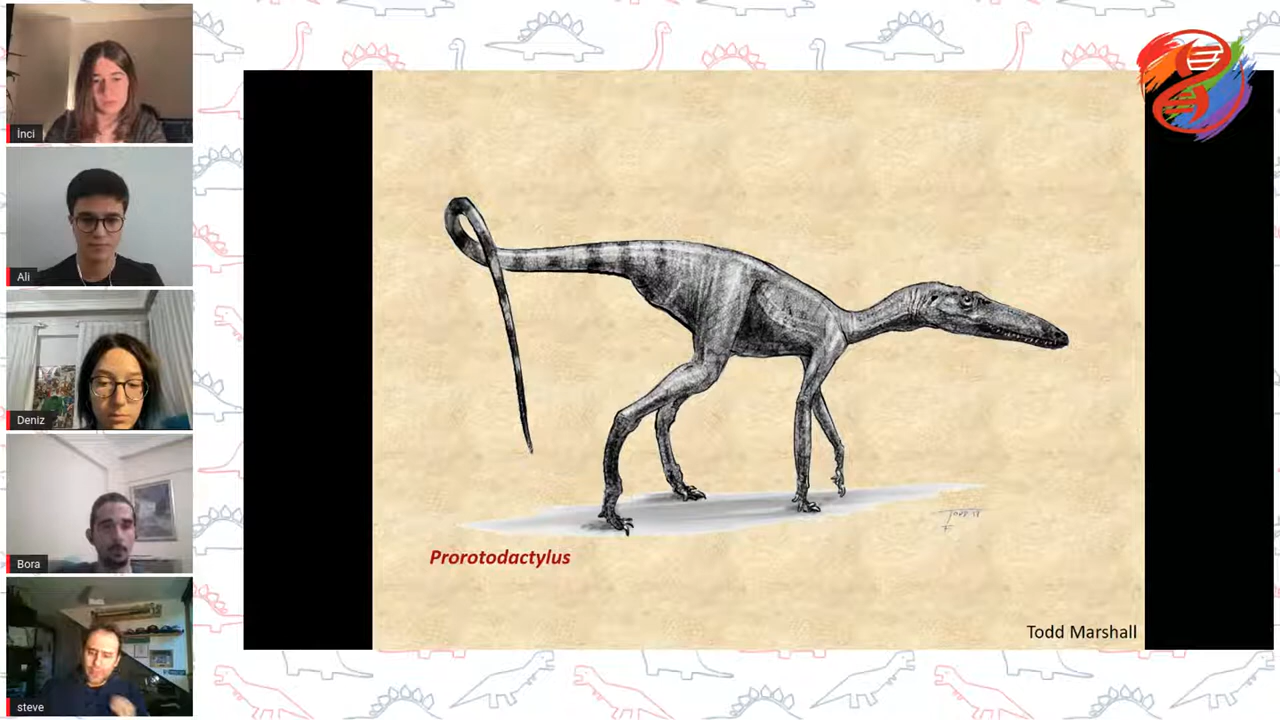 İnci
Ali
Deniz
Bora
steve
Prorotodactylus
Todd Marshall